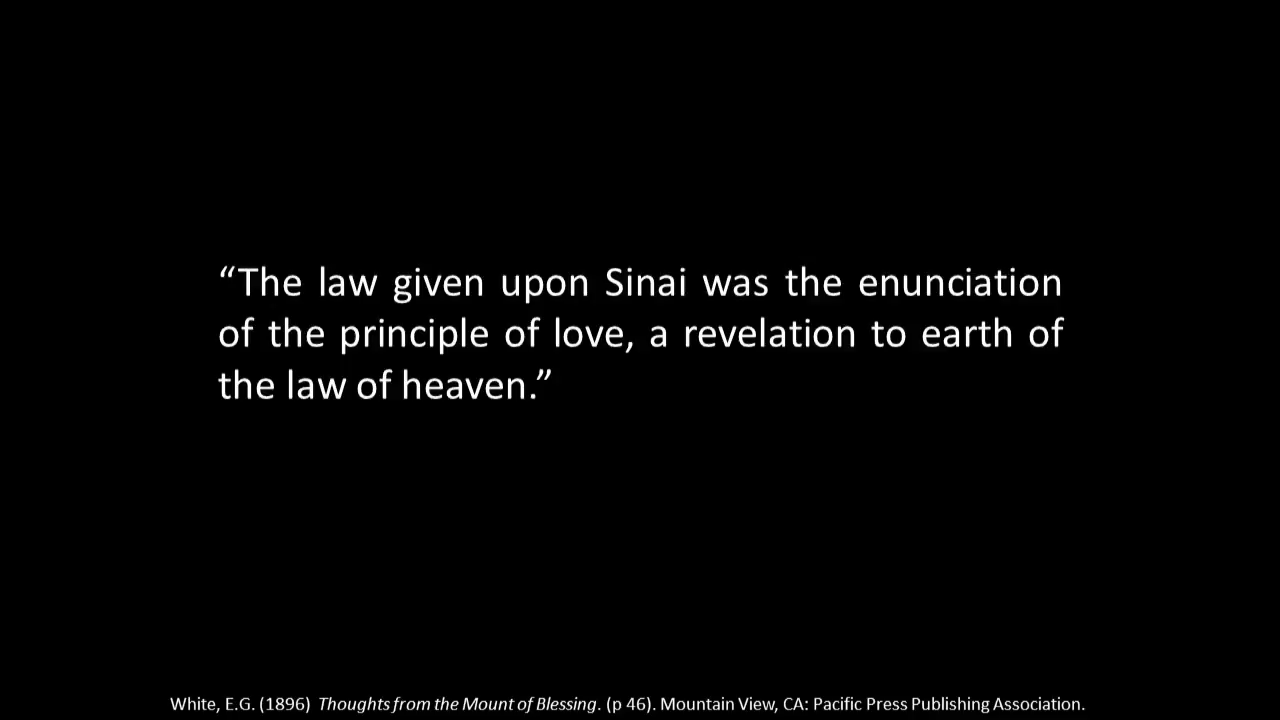 “The law given upon Sinai was the enunciation
of the principle of love, a revelation to earth of
the law of heaven.”
White, E.G. (1896) Thoughts from the Mount of Blessing. (p 46). Mountain View, CA: Pacific Press Publishing Association.